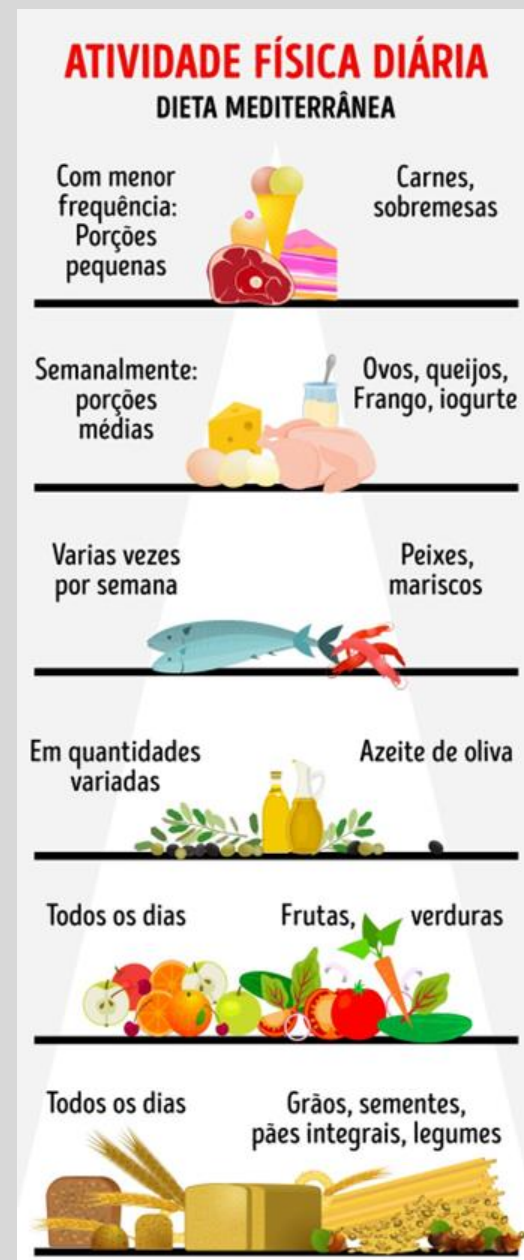 ATIVIDADE FÍSICA DIÁRIA
DIETA MEDITERRÂNEA
Com menor
frequência:
Porções
pequenas
Carnes,
sobremesas
Semanalmente:
porções
médias
Ovos, queijos,
Frango, iogurte
Varias vezes
por semana
Peixes,
mariscos
Em quantidades
variadas
Azeite de oliva
Todos os dias
Frutas, verduras
Todos os dias
Grãos, sementes,
pães integrais, legumes